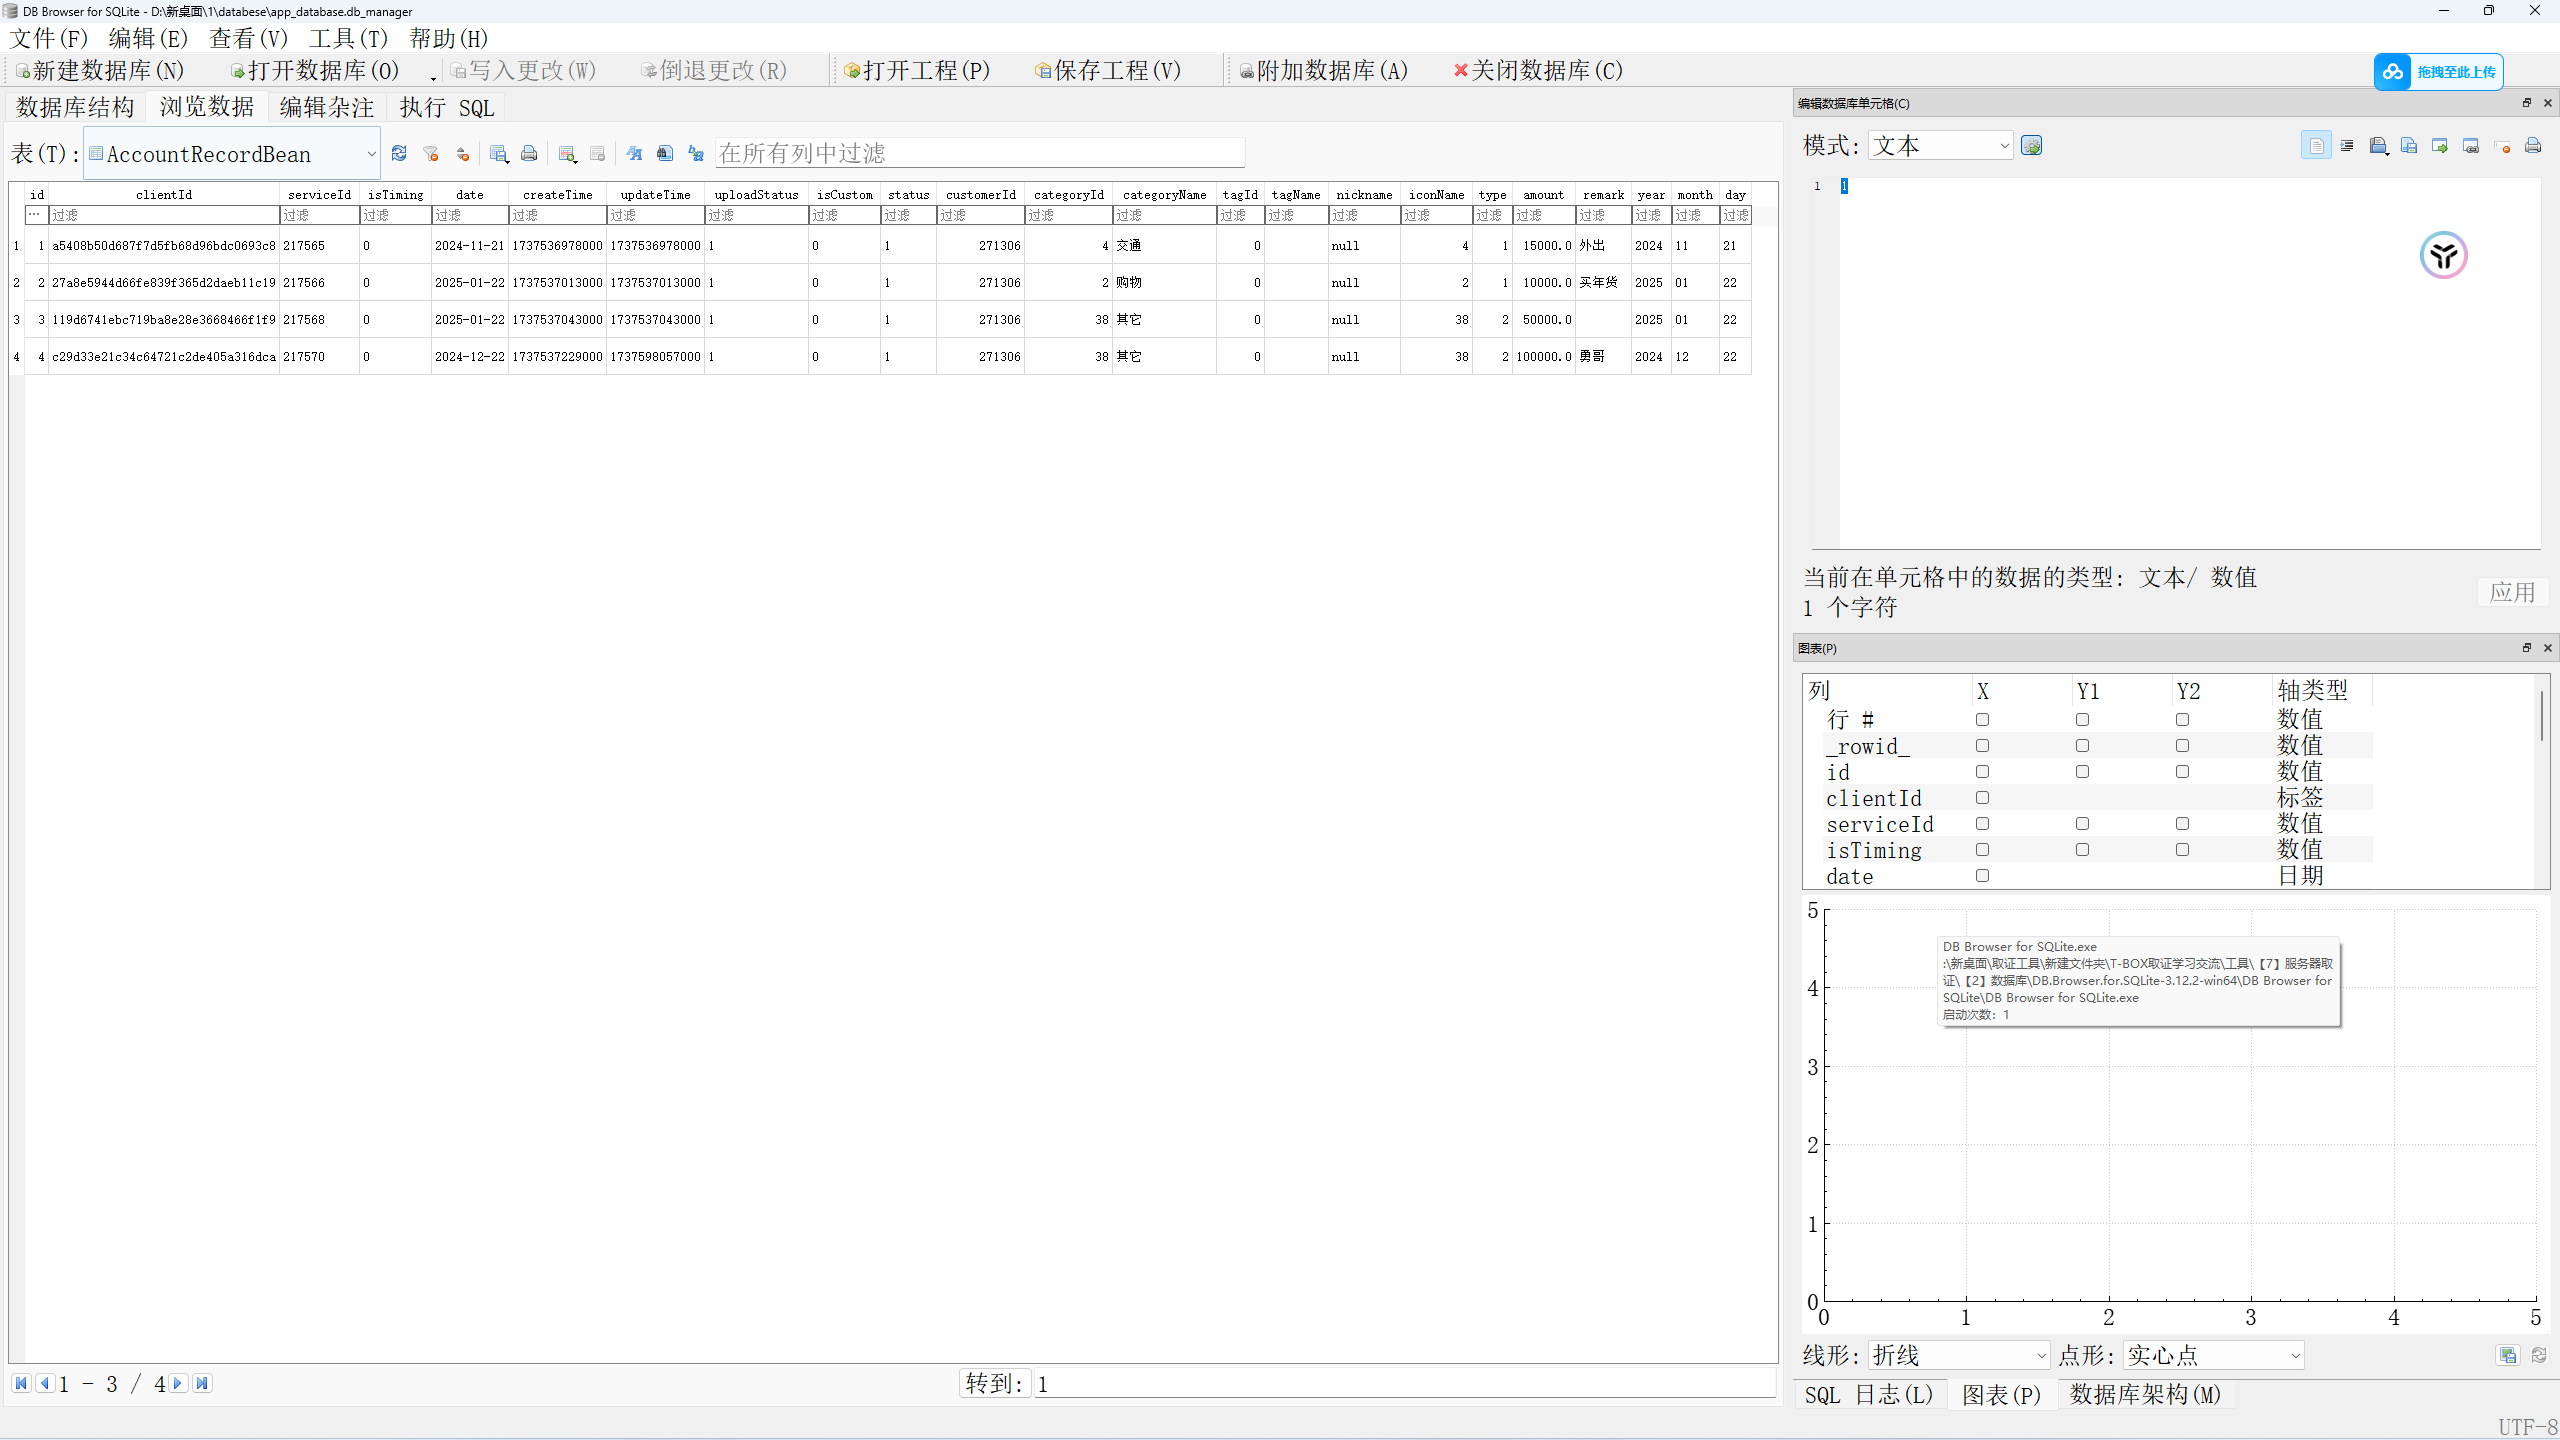 DB Browser for SQLite - D:\新桌面\1\databese\app_database.db_manager
文件(F) 编辑(E) 查看(V) 工具(T) 帮助(H)
新建数据库(N) 打开数据库(O) 写入更改(W) 倒退更改(R) 打开工程(P) 保存工程(V) 附加数据库(A) 关闭数据库(C)
拖拽至此上传
数据库结构 浏览数据 编辑杂注 执行 SQL
表(T): AccountRecordBean 在所有列中过滤
id clientId serviceId isTiming date createTime updateTime uploadStatus isCustom status customerId categoryId categoryName tagId tagName nickname iconName type amount remark year month day
... 过滤 过滤 过滤 过滤 过滤 过滤 过滤 过滤 过滤 过滤 过滤 过滤 过滤 过滤 过滤 过滤 过滤 过滤 过滤 过滤 过滤 过滤
1 1 a5408b50d687f7d5fb68d96bdc0693c8 217565 0 2024-11-21 1737536978000 1737536978000 1 0 1 271306 4 交通 0 null 4 1 15000.0 外出 2024 11 21
2 2 27a8e5944d66fe839f365d2daeb11c19 217566 0 2025-01-22 1737537013000 1737537013000 1 0 1 271306 2 购物 0 null 2 1 10000.0 买年货 2025 01 22
3 3 119d6741ebc719ba8e28e3668466f1f9 217568 0 2025-01-22 1737537043000 1737537043000 1 0 1 271306 38 其它 0 null 38 2 50000.0 2025 01 22
4 4 c29d33e21c34c64721c2de405a316dca 217570 0 2024-12-22 1737537229000 1737598057000 1 0 1 271306 38 其它 0 null 38 2 100000.0 勇哥 2024 12 22
1 - 3 / 4 转到: 1
编辑数据库单元格(C)
模式: 文本
1 1
当前在单元格中的数据的类型: 文本/ 数值
1 个字符
应用
图表(P)
列 X Y1 Y2 轴类型
行 # 数值
_rowid_ 数值
id 数值
clientId 标签
serviceId 数值
isTiming 数值
date 日期
5
4
3
2
1
0
0 1 2 3 4 5
DB Browser for SQLite.exe
:\新桌面\取证工具\新建文件夹\T-BOX取证学习交流\工具\【7】服务器取
证\【2】数据库\DB.Browser.for.SQLite-3.12.2-win64\DB Browser for
SQLite\DB Browser for SQLite.exe
启动次数: 1
线形: 折线 点形: 实心点
SQL 日志(L) 图表(P) 数据库架构(M)
UTF-8